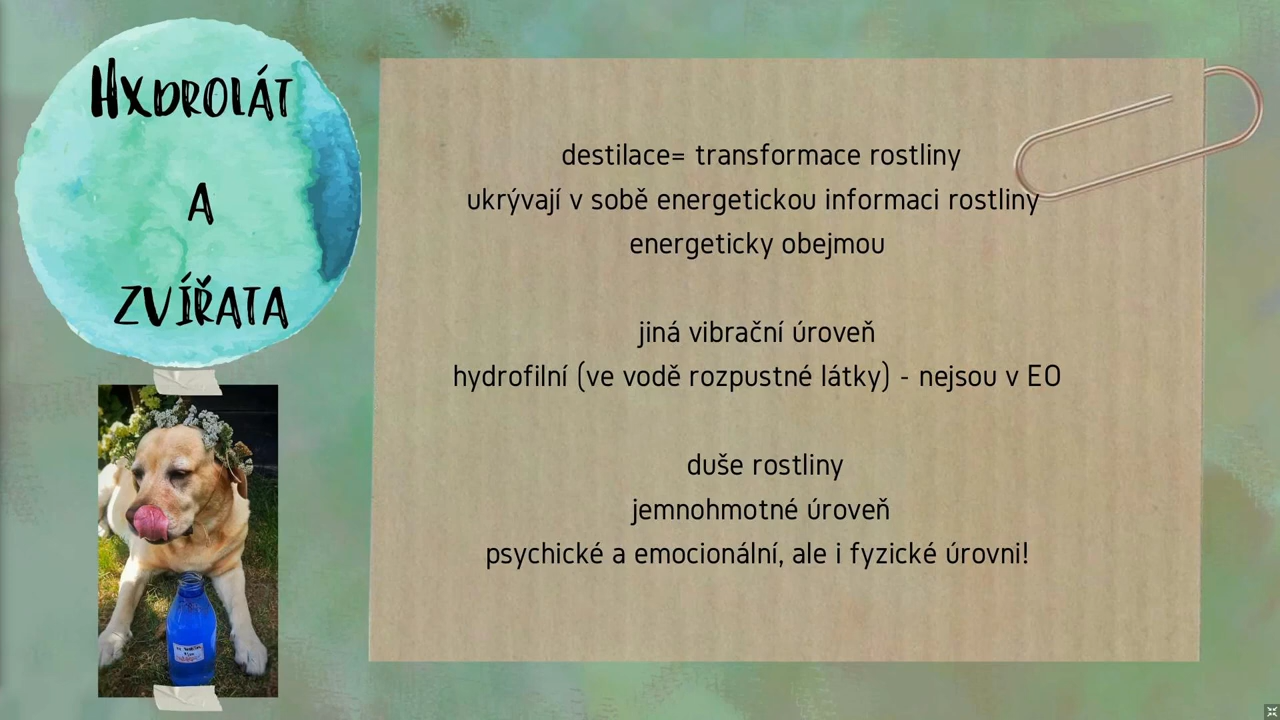 Hydrolát
a
zvířata
destilace= transformace rostliny
ukrývají v sobě energetickou informaci rostliny
energeticky obejmou
jiná vibrační úroveň
hydrofilní (ve vodě rozpustné látky) - nejsou v EO
duše rostliny
jemnohmotné úroveň
psychické a emocionální, ale i fyzické úrovni!